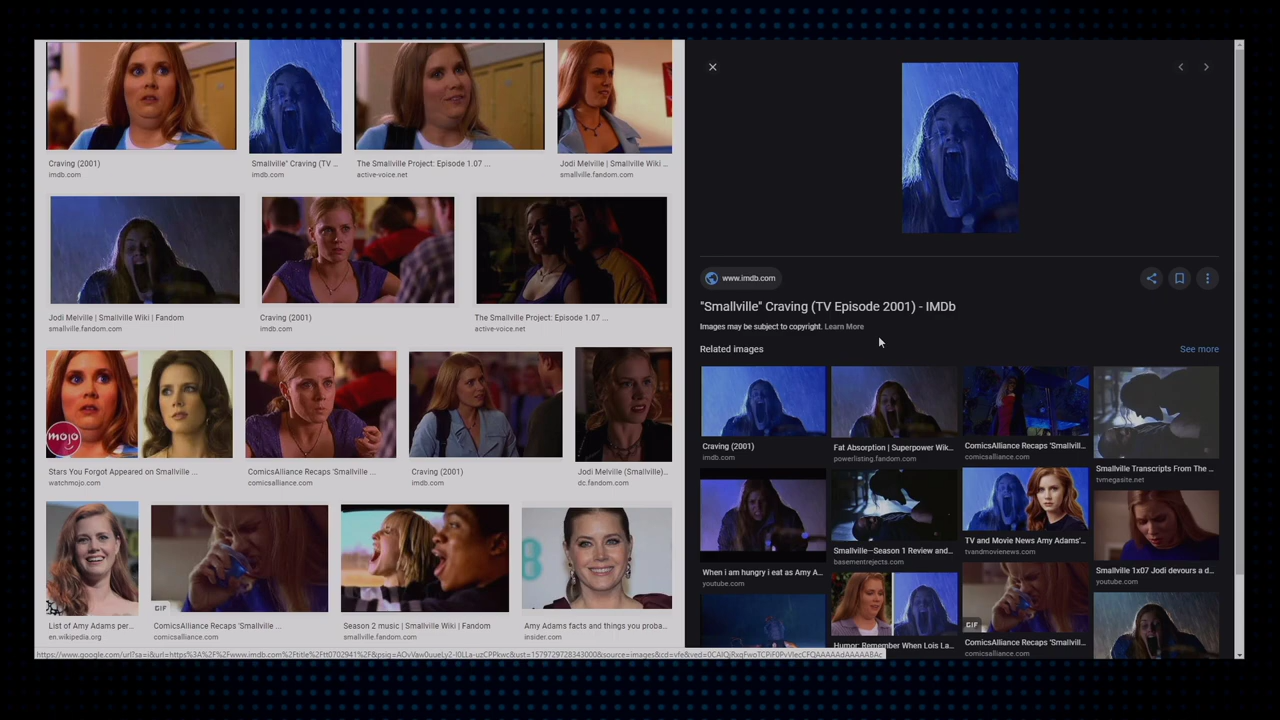 Craving (2001)
imdb.com
Smallville" Craving (TV ...
imdb.com
The Smallville Project: Episode 1.07 ...
active-voice.net
Jodi Melville | Smallville Wiki ...
smallville.fandom.com
Jodi Melville | Smallville Wiki | Fandom
smallville.fandom.com
Craving (2001)
imdb.com
The Smallville Project: Episode 1.07 ...
active-voice.net
mojo
Stars You Forgot Appeared on Smallville ...
watchmojo.com
ComicsAlliance Recaps 'Smallville ...
comicsalliance.com
Craving (2001)
imdb.com
Jodi Melville (Smallville)...
dc.fandom.com
List of Amy Adams per...
en.wikipedia.org
GIF
ComicsAlliance Recaps 'Smallville ...
comicsalliance.com
Season 2 music | Smallville Wiki | Fandom
smallville.fandom.com
8
Amy Adams facts and things you proba...
insider.com
www.imdb.com
"Smallville" Craving (TV Episode 2001) - IMDb
Images may be subject to copyright. Learn More
Related images
See more
Craving (2001)
imdb.com
Fat Absorption | Superpower Wik...
powerlisting.fandom.com
ComicsAlliance Recaps 'Smallvill...
comicsalliance.com
Smallville Transcripts From The ...
tvmegasite.net
When i am hungry i eat as Amy A...
youtube.com
Smallville—Season 1 Review and...
basementrejects.com
TV and Movie News Amy Adams'...
tvandmovienews.com
Smallville 1x07 Jodi devours a d...
youtube.com
Humor: Remember When Lois La...
GIF
ComicsAlliance Recaps 'Smallvill...
comicsalliance.com